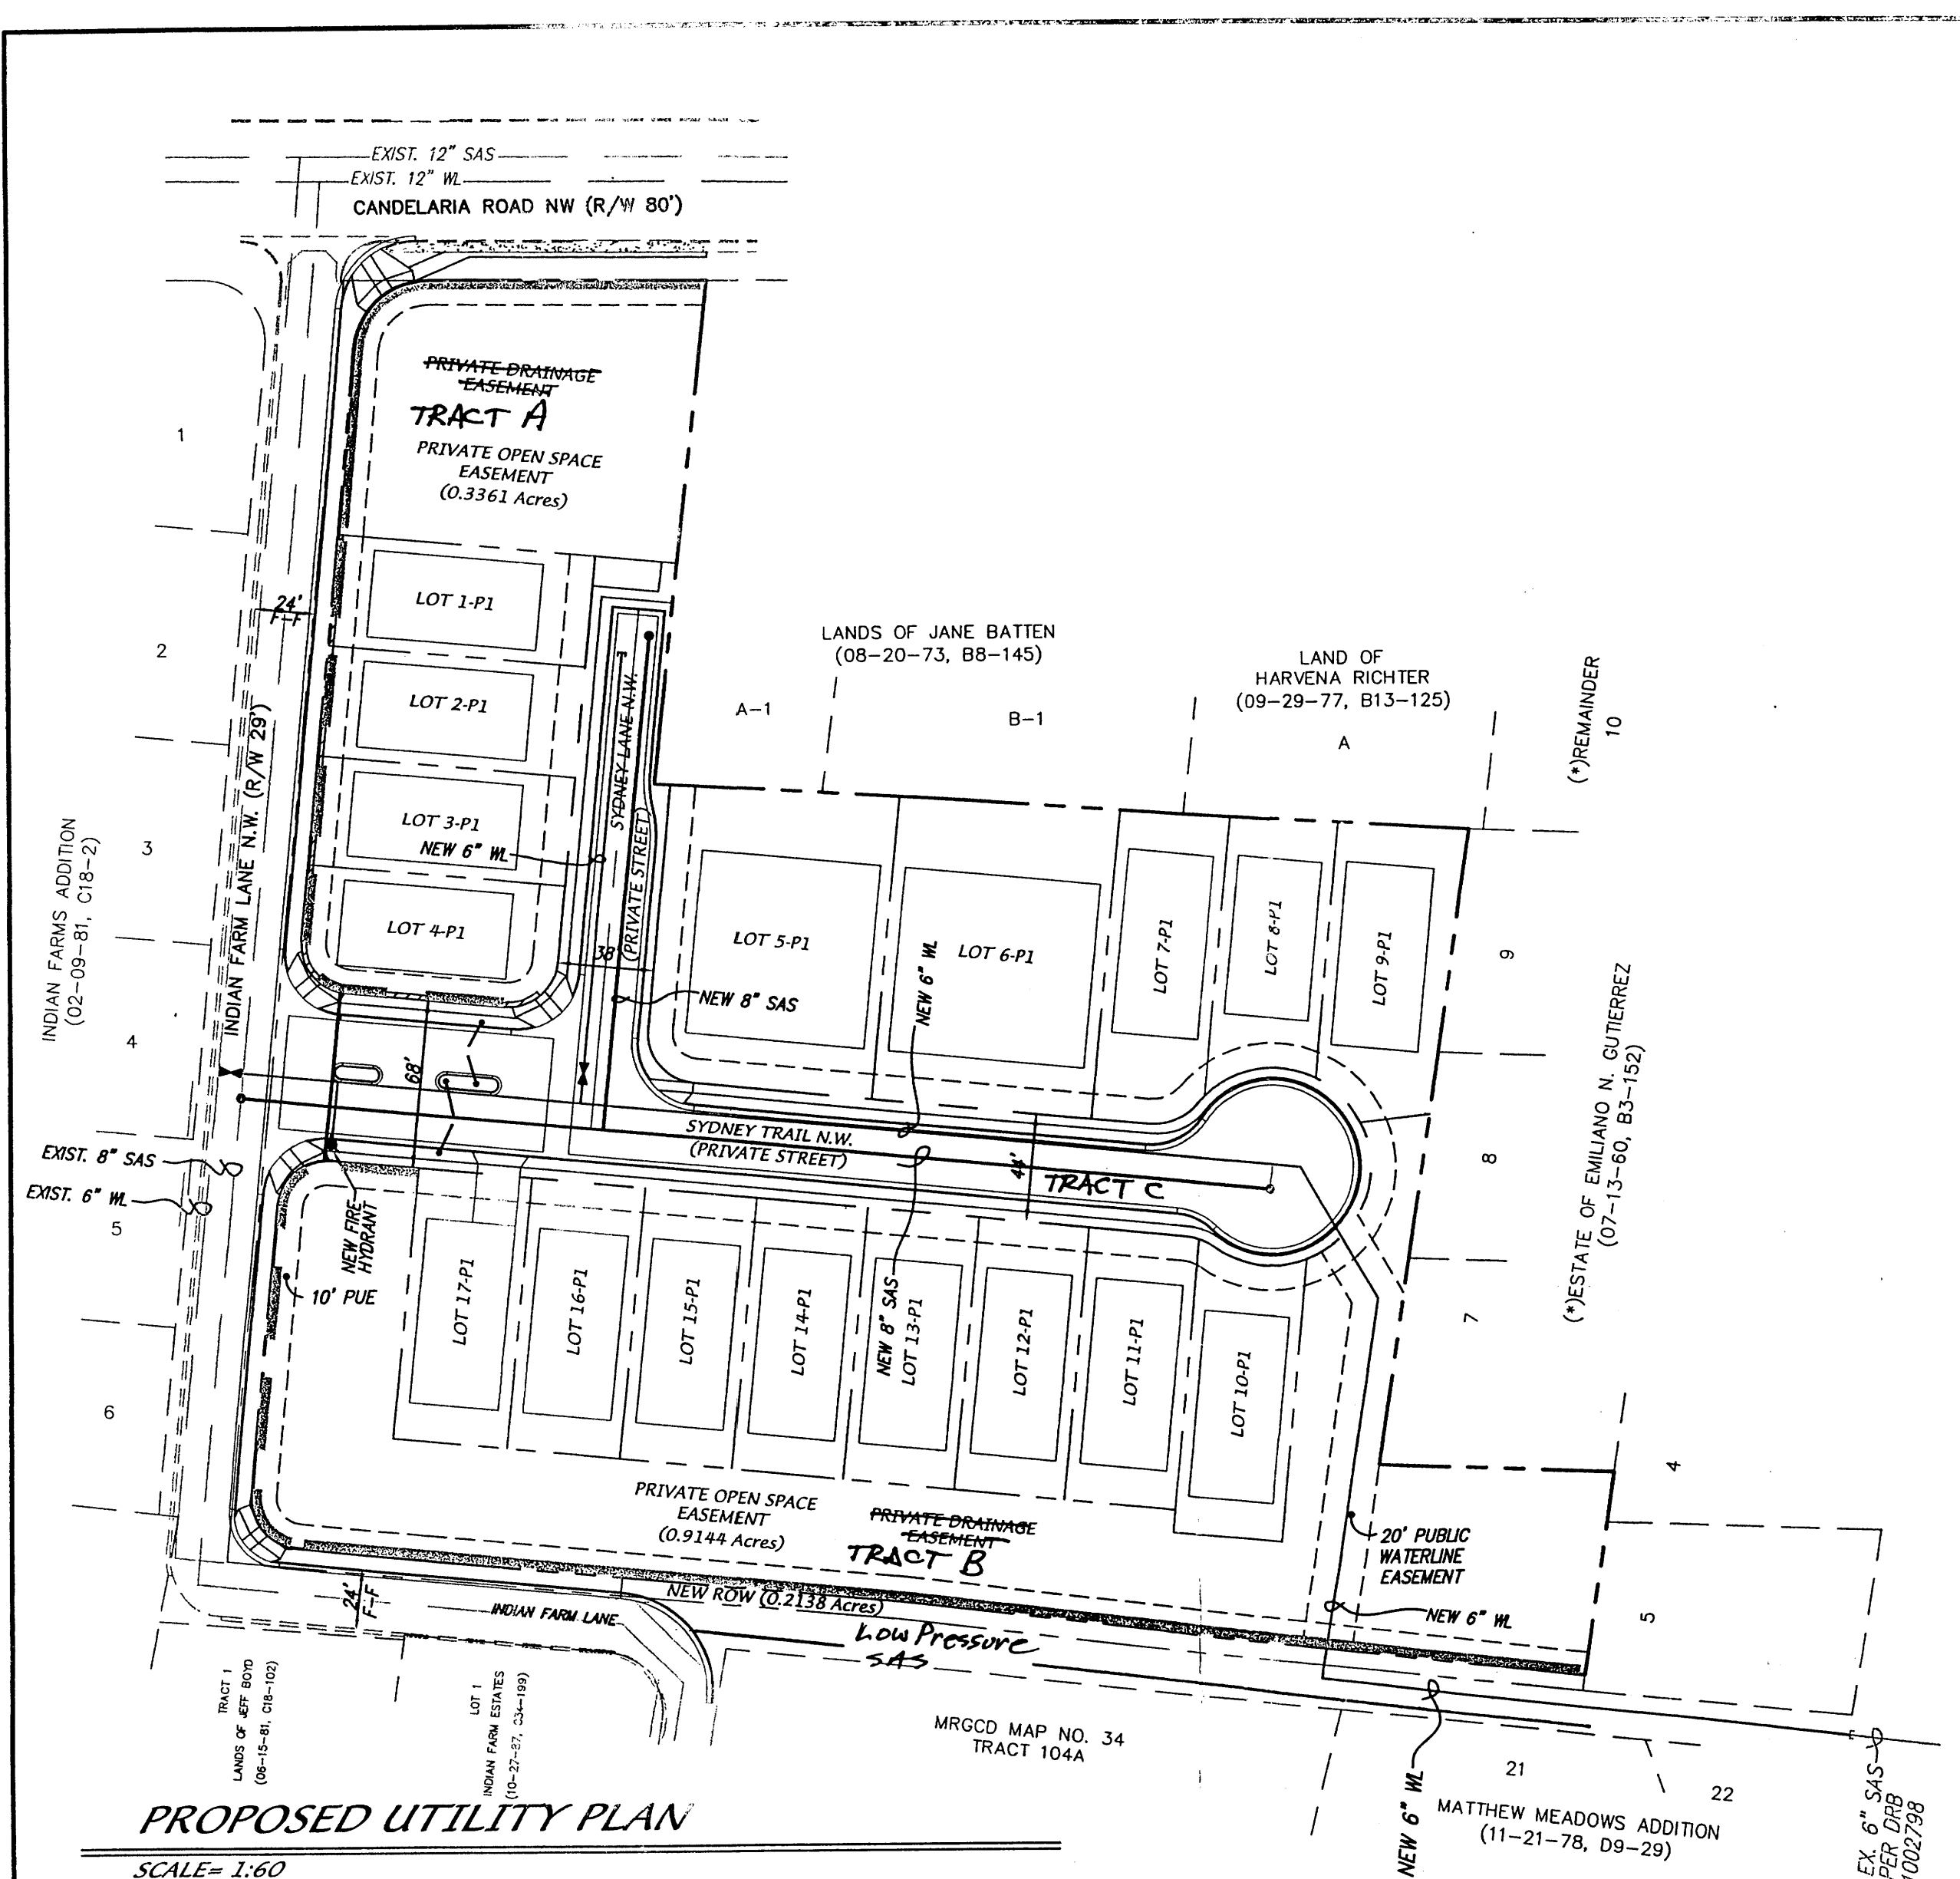 EXIST. 12" SAS
EXIST. 12" WL
CANDELARIA ROAD NW (R/W 80')
PRIVATE DRAINAGE
EASEMENT
TRACT A
PRIVATE OPEN SPACE
EASEMENT
(0.3361 Acres)
1
2
3
4
5
6
INDIAN FARMS ADDITION
(02-09-81, C18-2)
INDIAN FARM LANE N.W. (R/W 29')
24'
F-F
LOT 1-P1
LOT 2-P1
LOT 3-P1
NEW 6" WL
LOT 4-P1
SYDNEY LANE N.W.
(PRIVATE STREET)
38'
NEW 8" SAS
LANDS OF JANE BATTEN
(08-20-73, B8-145)
A-1
B-1
LAND OF
HARVENA RICHTER
(09-29-77, B13-125)
A
(*)REMAINDER
10
LOT 5-P1
NEW 6" WL
LOT 6-P1
LOT 7-P1
LOT 8-P1
LOT 9-P1
9
8
7
(*)ESTATE OF EMILIANO N. GUTIERREZ
(07-13-60, B3-152)
68'
SYDNEY TRAIL N.W.
(PRIVATE STREET)
44'
TRACT C
EXIST. 8" SAS
EXIST. 6" WL
NEW FIRE
HYDRANT
10' PUE
LOT 17-P1
LOT 16-P1
LOT 15-P1
LOT 14-P1
NEW 8" SAS
LOT 13-P1
LOT 12-P1
LOT 11-P1
LOT 10-P1
4
5
PRIVATE OPEN SPACE
EASEMENT
(0.9144 Acres)
PRIVATE DRAINAGE
EASEMENT
TRACT B
20' PUBLIC
WATERLINE
EASEMENT
NEW 6" WL
NEW ROW (0.2138 Acres)
24'
F-F
INDIAN FARM LANE
Low Pressure
SAS
TRACT 1
LANDS OF JEFF BOYD
(06-15-81, C18-102)
LOT 1
INDIAN FARM ESTATES
(10-27-87, C34-199)
MRGCD MAP NO. 34
TRACT 104A
NEW 6" WL
21
22
MATTHEW MEADOWS ADDITION
(11-21-78, D9-29)
EX. 6" SAS
PER DRB
1002798
PROPOSED UTILITY PLAN
SCALE= 1:60